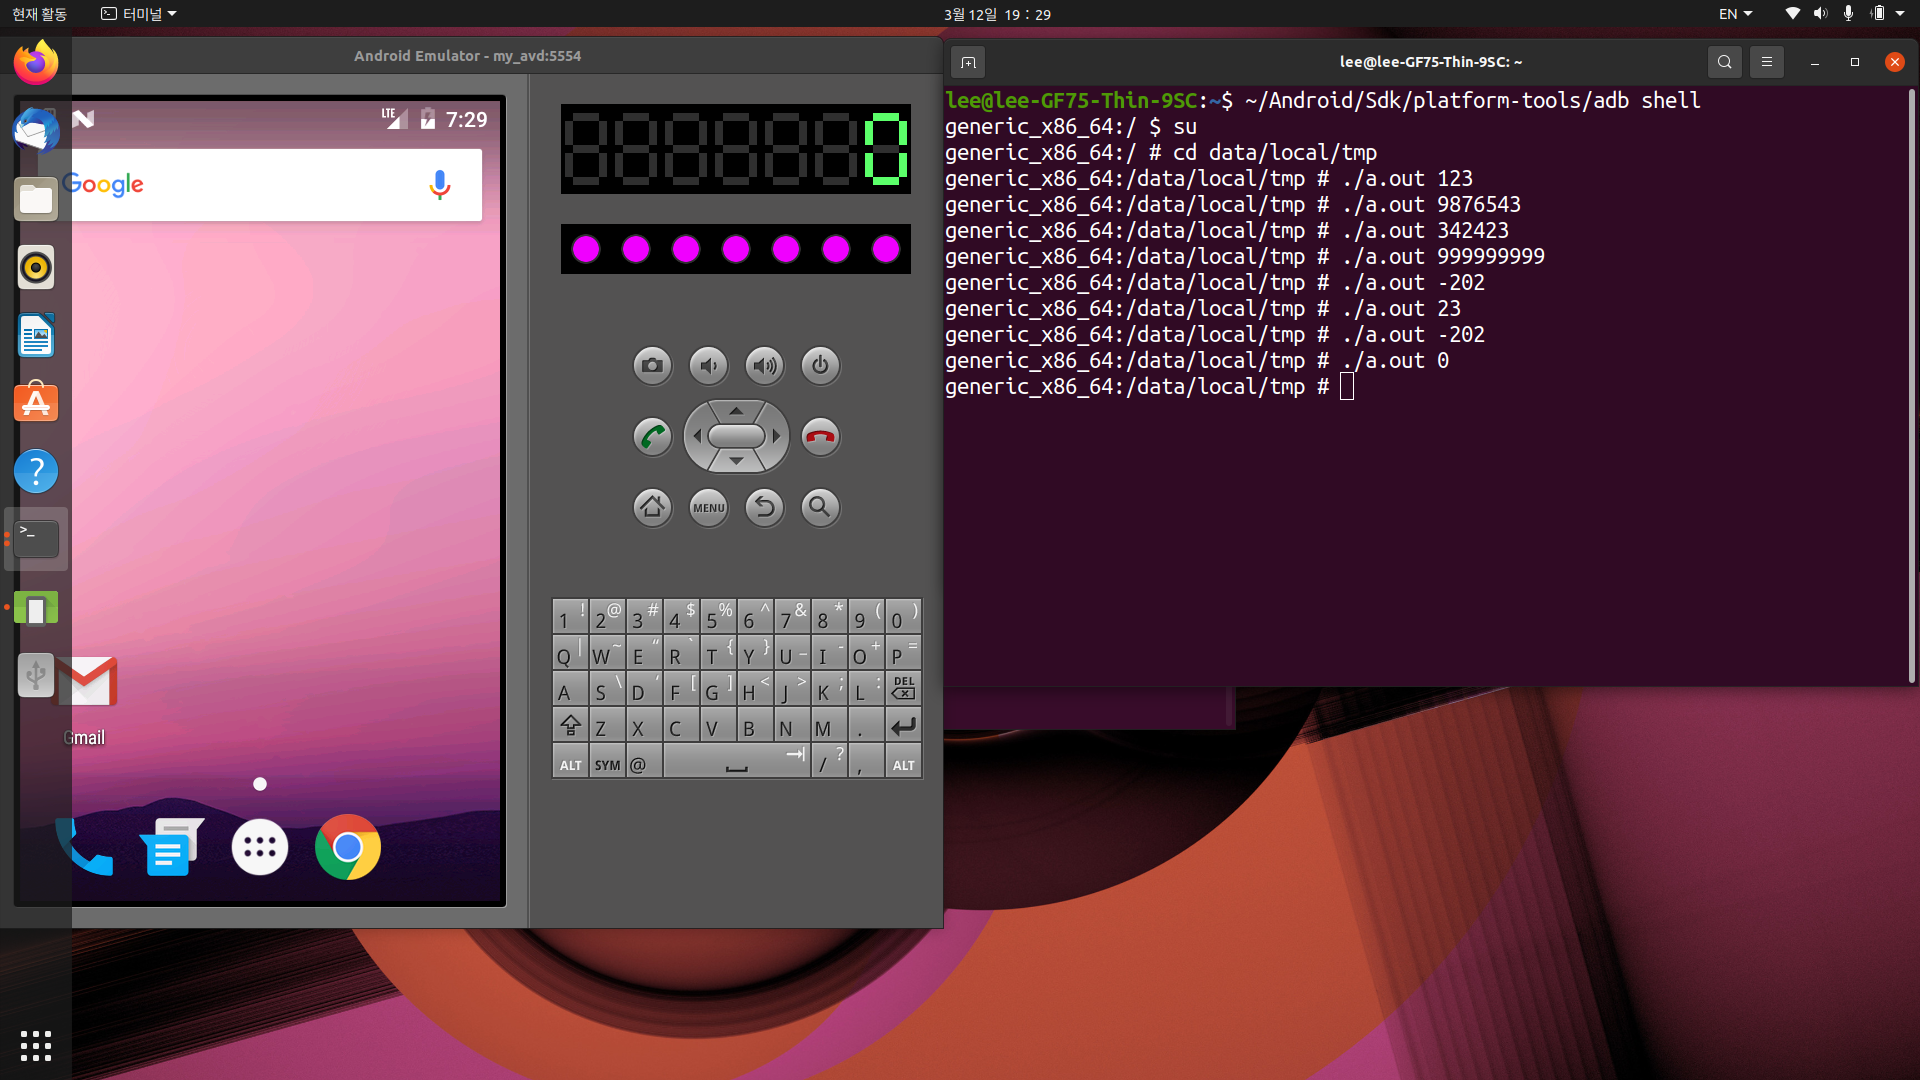 현재 활동
터미널
3월 12일 19 : 29
EN
Android Emulator - my_avd:5554
LTE
7:29
Google
0
MENU
1 ! 2 @ 3 # 4 $ 5 % 6 ^ 7 & 8 * 9 ( 0 )
Q | W ~ E “ R ` T { Y } U _ I - O + P =
A S \ D ' F [ G ] H < J > K ; L : DEL
Z X C V B N M .
ALT SYM @ / ? , ALT
Gmail
lee@lee-GF75-Thin-9SC: ~
lee@lee-GF75-Thin-9SC:~$ ~/Android/Sdk/platform-tools/adb shell
generic_x86_64:/ $ su
generic_x86_64:/ # cd data/local/tmp
generic_x86_64:/data/local/tmp # ./a.out 123
generic_x86_64:/data/local/tmp # ./a.out 9876543
generic_x86_64:/data/local/tmp # ./a.out 342423
generic_x86_64:/data/local/tmp # ./a.out 999999999
generic_x86_64:/data/local/tmp # ./a.out -202
generic_x86_64:/data/local/tmp # ./a.out 23
generic_x86_64:/data/local/tmp # ./a.out -202
generic_x86_64:/data/local/tmp # ./a.out 0
generic_x86_64:/data/local/tmp #